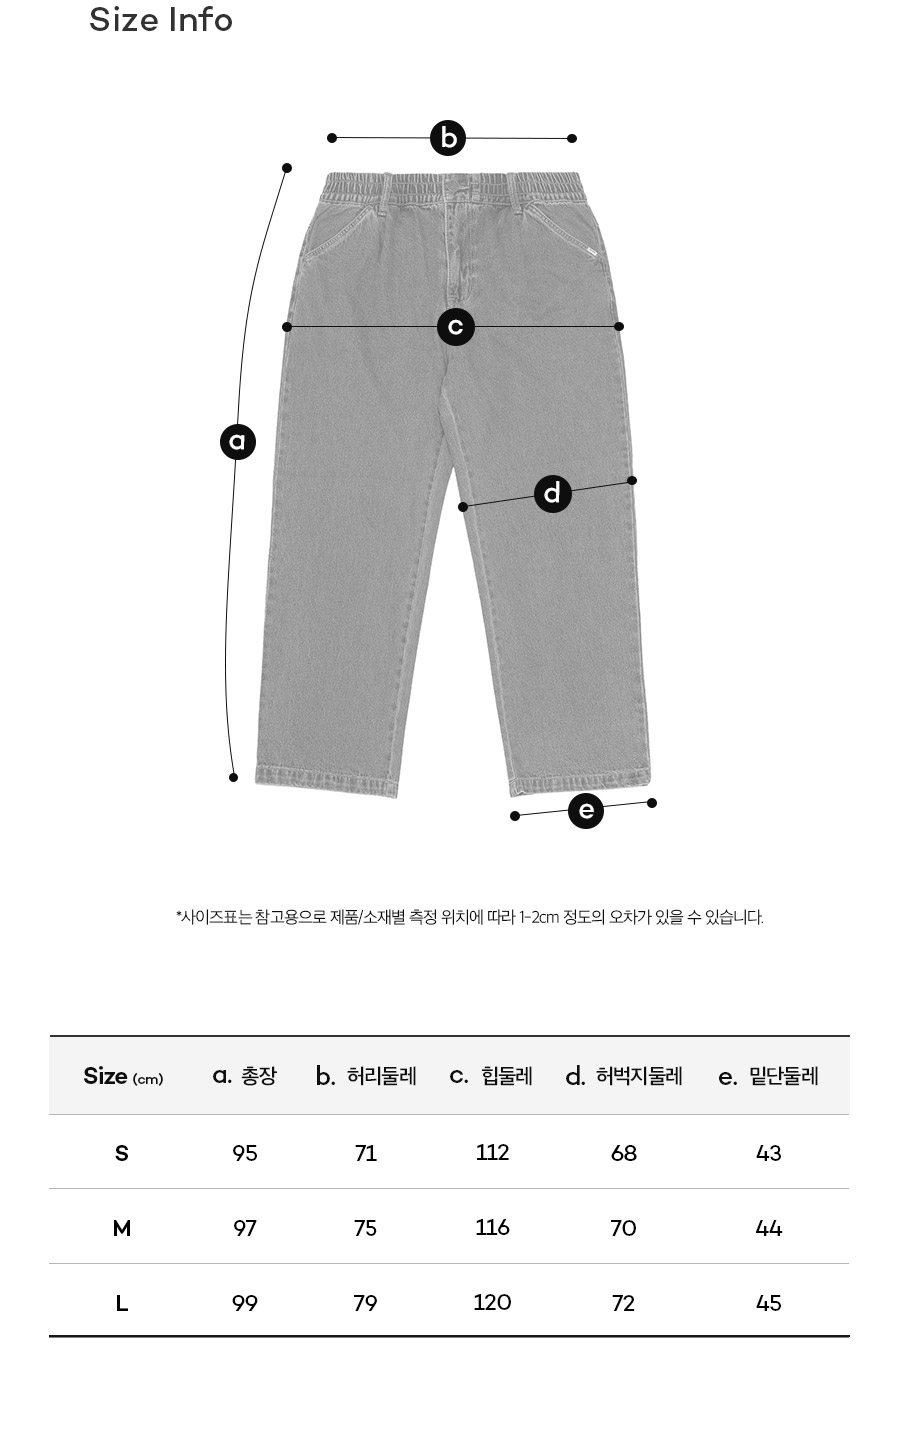 Size Info
b
c
a
d
e
*사이즈표는 참고용으로 제품/소재별 측정 위치에 따라 1-2cm 정도의 오차가 있을 수 있습니다.
Size (cm) a. 총장 b. 허리둘레 c. 힙둘레 d. 허벅지둘레 e. 밑단둘레
S 95 71 112 68 43
M 97 75 116 70 44
L 99 79 120 72 45